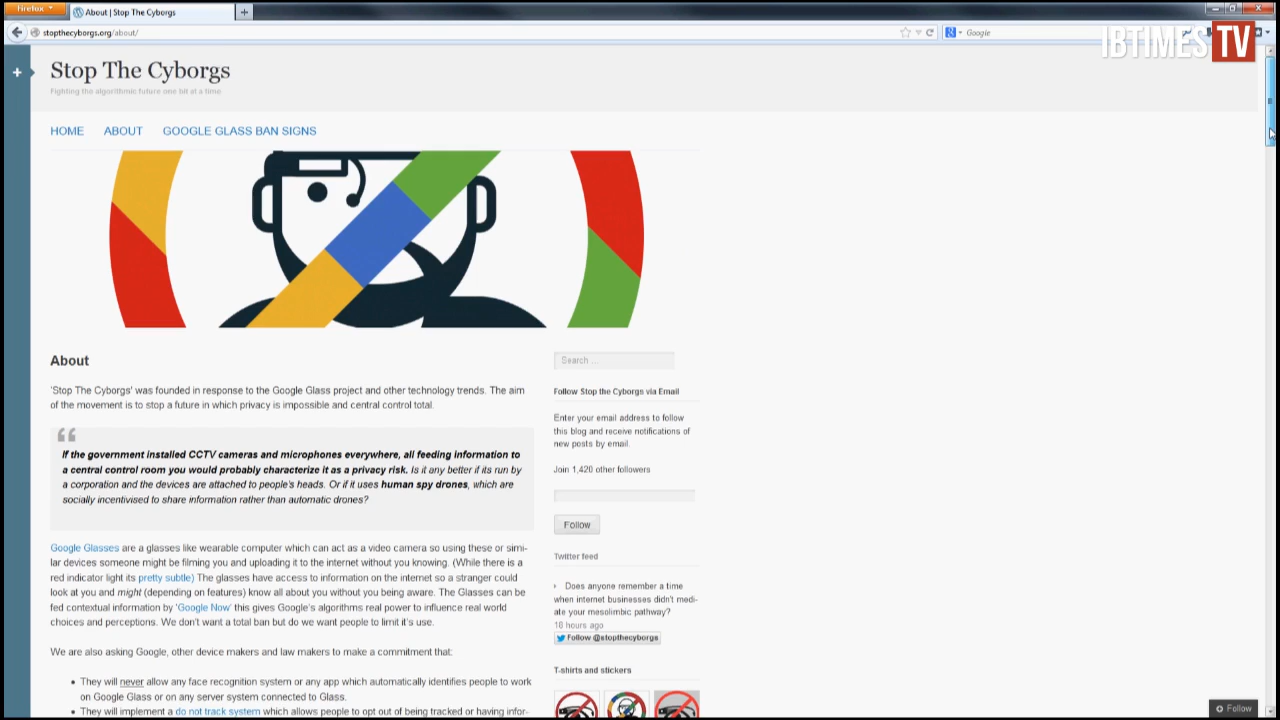 Firefox
About | Stop The Cyborgs
stopthecyborgs.org/about/
Google
IBTIMES TV
Stop The Cyborgs
Fighting the algorithmic future one bit at a time
HOME ABOUT GOOGLE GLASS BAN SIGNS
About
'Stop The Cyborgs' was founded in response to the Google Glass project and other technology trends. The aim
of the movement is to stop a future in which privacy is impossible and central control total.
If the government installed CCTV cameras and microphones everywhere, all feeding information to
a central control room you would probably characterize it as a privacy risk. Is it any better if its run by
a corporation and the devices are attached to people's heads. Or if it uses human spy drones, which are
socially incentivised to share information rather than automatic drones?
Google Glasses are a glasses like wearable computer which can act as a video camera so using these or simi-
lar devices someone might be filming you and uploading it to the internet without you knowing. (While there is a
red indicator light its pretty subtle) The glasses have access to information on the internet so a stranger could
look at you and might (depending on features) know all about you without you being aware. The Glasses can be
fed contextual information by 'Google Now' this gives Google's algorithms real power to influence real world
choices and perceptions. We don't want a total ban but do we want people to limit it's use.
We are also asking Google, other device makers and law makers to make a commitment that:
• They will never allow any face recognition system or any app which automatically identifies people to work
on Google Glass or on any server system connected to Glass.
• They will implement a do not track system which allows people to opt out of being tracked or having infor-
Search ...
Follow Stop the Cyborgs via Email
Enter your email address to follow
this blog and receive notifications of
new posts by email.
Join 1,420 other followers
Follow
Twitter feed
Does anyone remember a time
when internet businesses didn't medi-
ate your mesolimbic pathway?
18 hours ago
Follow @stopthecyborgs
T-shirts and stickers
Follow